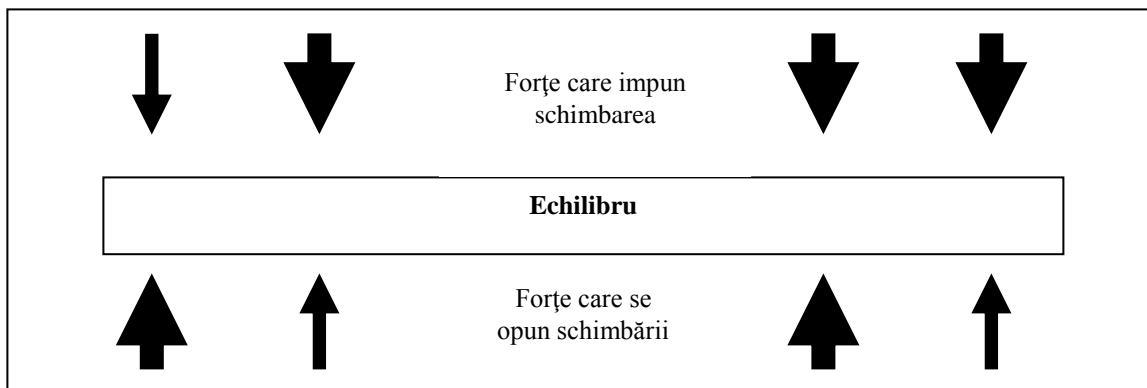 Forţe care impun
schimbarea
Echilibru
Forţe care se
opun schimbării